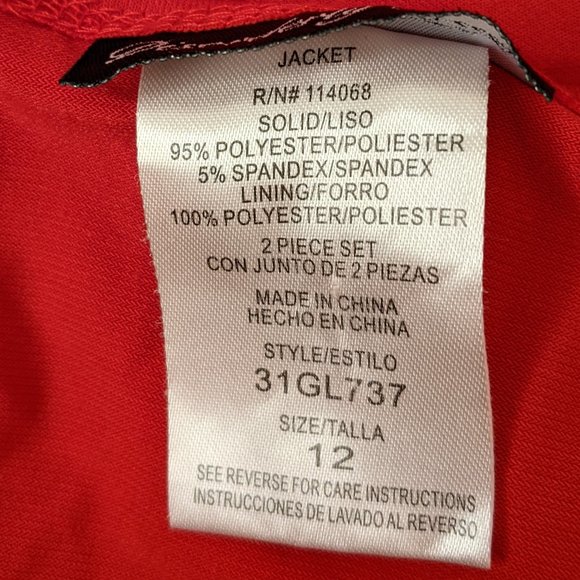 JACKET
R/N# 114068
SOLID/LISO
95% POLYESTER/POLIESTER
5% SPANDEX/SPANDEX
LINING/FORRO
100% POLYESTER/POLIESTER
2 PIECE SET
CON JUNTO DE 2 PIEZAS
MADE IN CHINA
HECHO EN CHINA
STYLE/ESTILO
31GL737
SIZE/TALLA
12
SEE REVERSE FOR CARE INSTRUCTIONS
INSTRUCCIONES DE LAVADO AL REVERSO